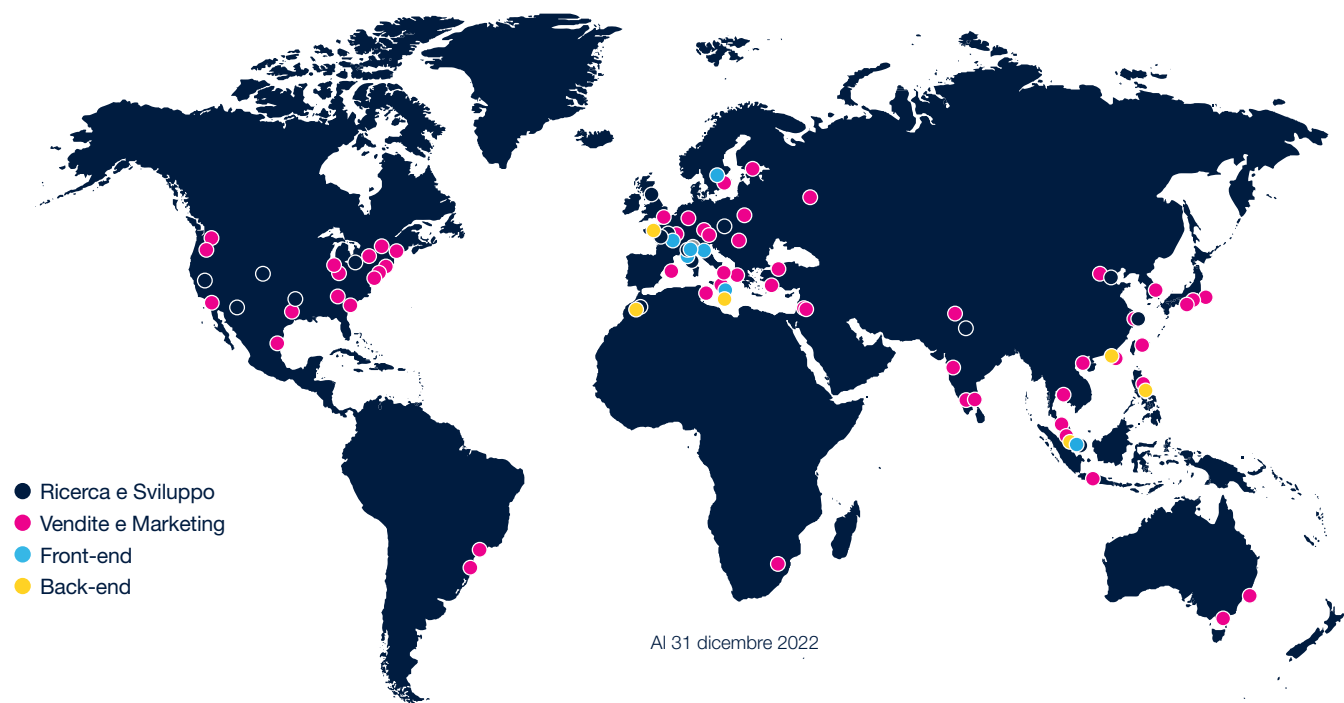 Ricerca e Sviluppo
Vendite e Marketing
Front-end
Back-end
Al 31 dicembre 2022